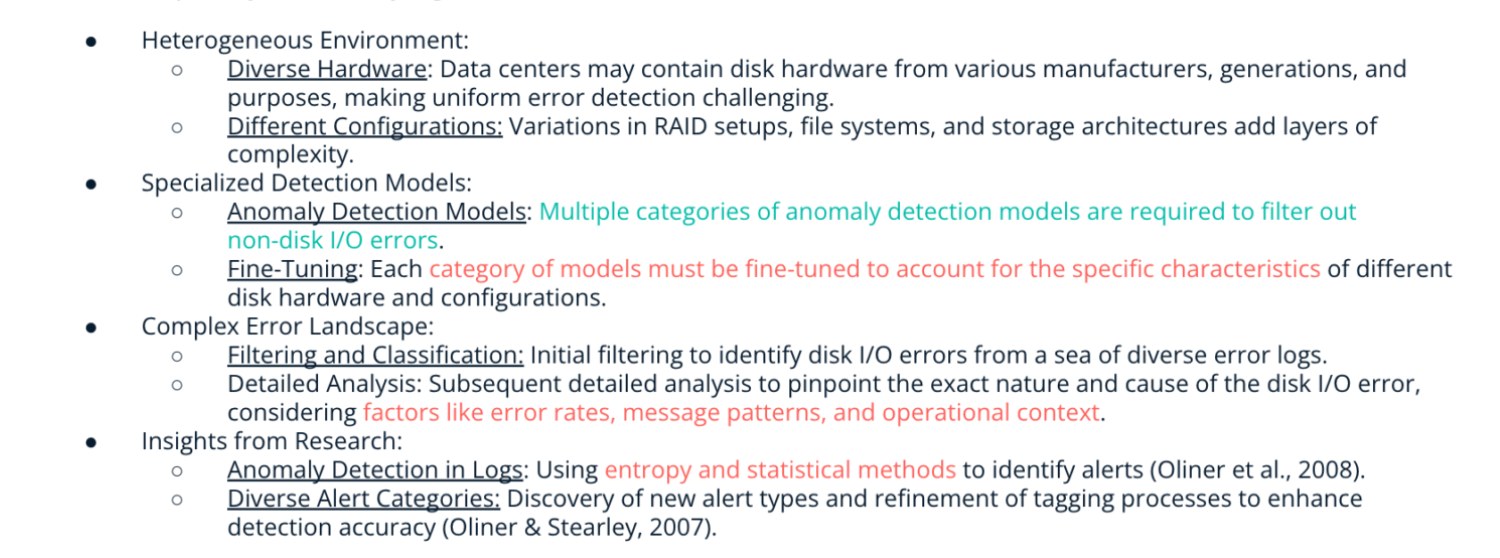 ● Heterogeneous Environment:
○ Diverse Hardware: Data centers may contain disk hardware from various manufacturers, generations, and
purposes, making uniform error detection challenging.
○ Different Configurations: Variations in RAID setups, file systems, and storage architectures add layers of
complexity.
● Specialized Detection Models:
○ Anomaly Detection Models: Multiple categories of anomaly detection models are required to filter out
non-disk I/O errors.
○ Fine-Tuning: Each category of models must be fine-tuned to account for the specific characteristics of different
disk hardware and configurations.
● Complex Error Landscape:
○ Filtering and Classification: Initial filtering to identify disk I/O errors from a sea of diverse error logs.
○ Detailed Analysis: Subsequent detailed analysis to pinpoint the exact nature and cause of the disk I/O error,
considering factors like error rates, message patterns, and operational context.
● Insights from Research:
○ Anomaly Detection in Logs: Using entropy and statistical methods to identify alerts (Oliner et al., 2008).
○ Diverse Alert Categories: Discovery of new alert types and refinement of tagging processes to enhance
detection accuracy (Oliner & Stearley, 2007).